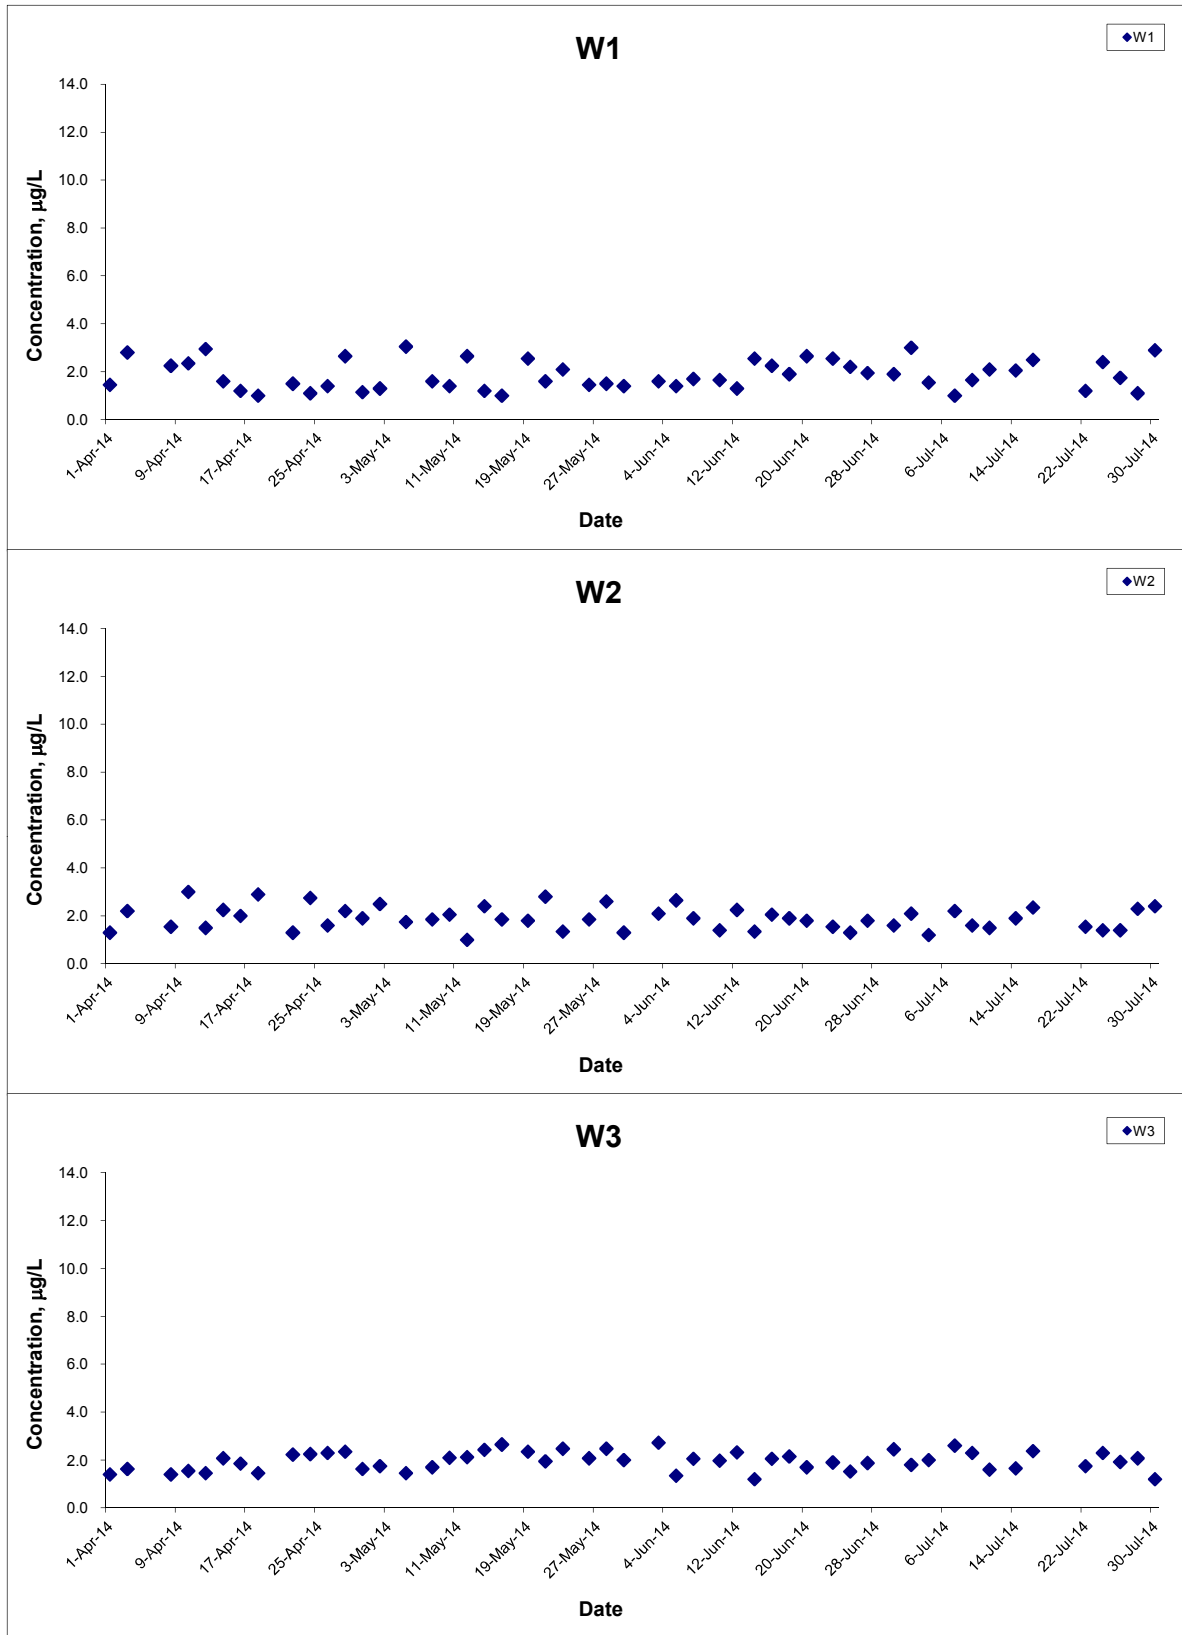 W1
W1
14.0
12.0
10.0
8.0
6.0
4.0
2.0
0.0
Concentration, µg/L
1-Apr-14
9-Apr-14
17-Apr-14
25-Apr-14
3-May-14
11-May-14
19-May-14
27-May-14
4-Jun-14
12-Jun-14
20-Jun-14
28-Jun-14
6-Jul-14
14-Jul-14
22-Jul-14
30-Jul-14
Date
W2
W2
14.0
12.0
10.0
8.0
6.0
4.0
2.0
0.0
Concentration, µg/L
1-Apr-14
9-Apr-14
17-Apr-14
25-Apr-14
3-May-14
11-May-14
19-May-14
27-May-14
4-Jun-14
12-Jun-14
20-Jun-14
28-Jun-14
6-Jul-14
14-Jul-14
22-Jul-14
30-Jul-14
Date
W3
W3
14.0
12.0
10.0
8.0
6.0
4.0
2.0
0.0
Concentration, µg/L
1-Apr-14
9-Apr-14
17-Apr-14
25-Apr-14
3-May-14
11-May-14
19-May-14
27-May-14
4-Jun-14
12-Jun-14
20-Jun-14
28-Jun-14
6-Jul-14
14-Jul-14
22-Jul-14
30-Jul-14
Date